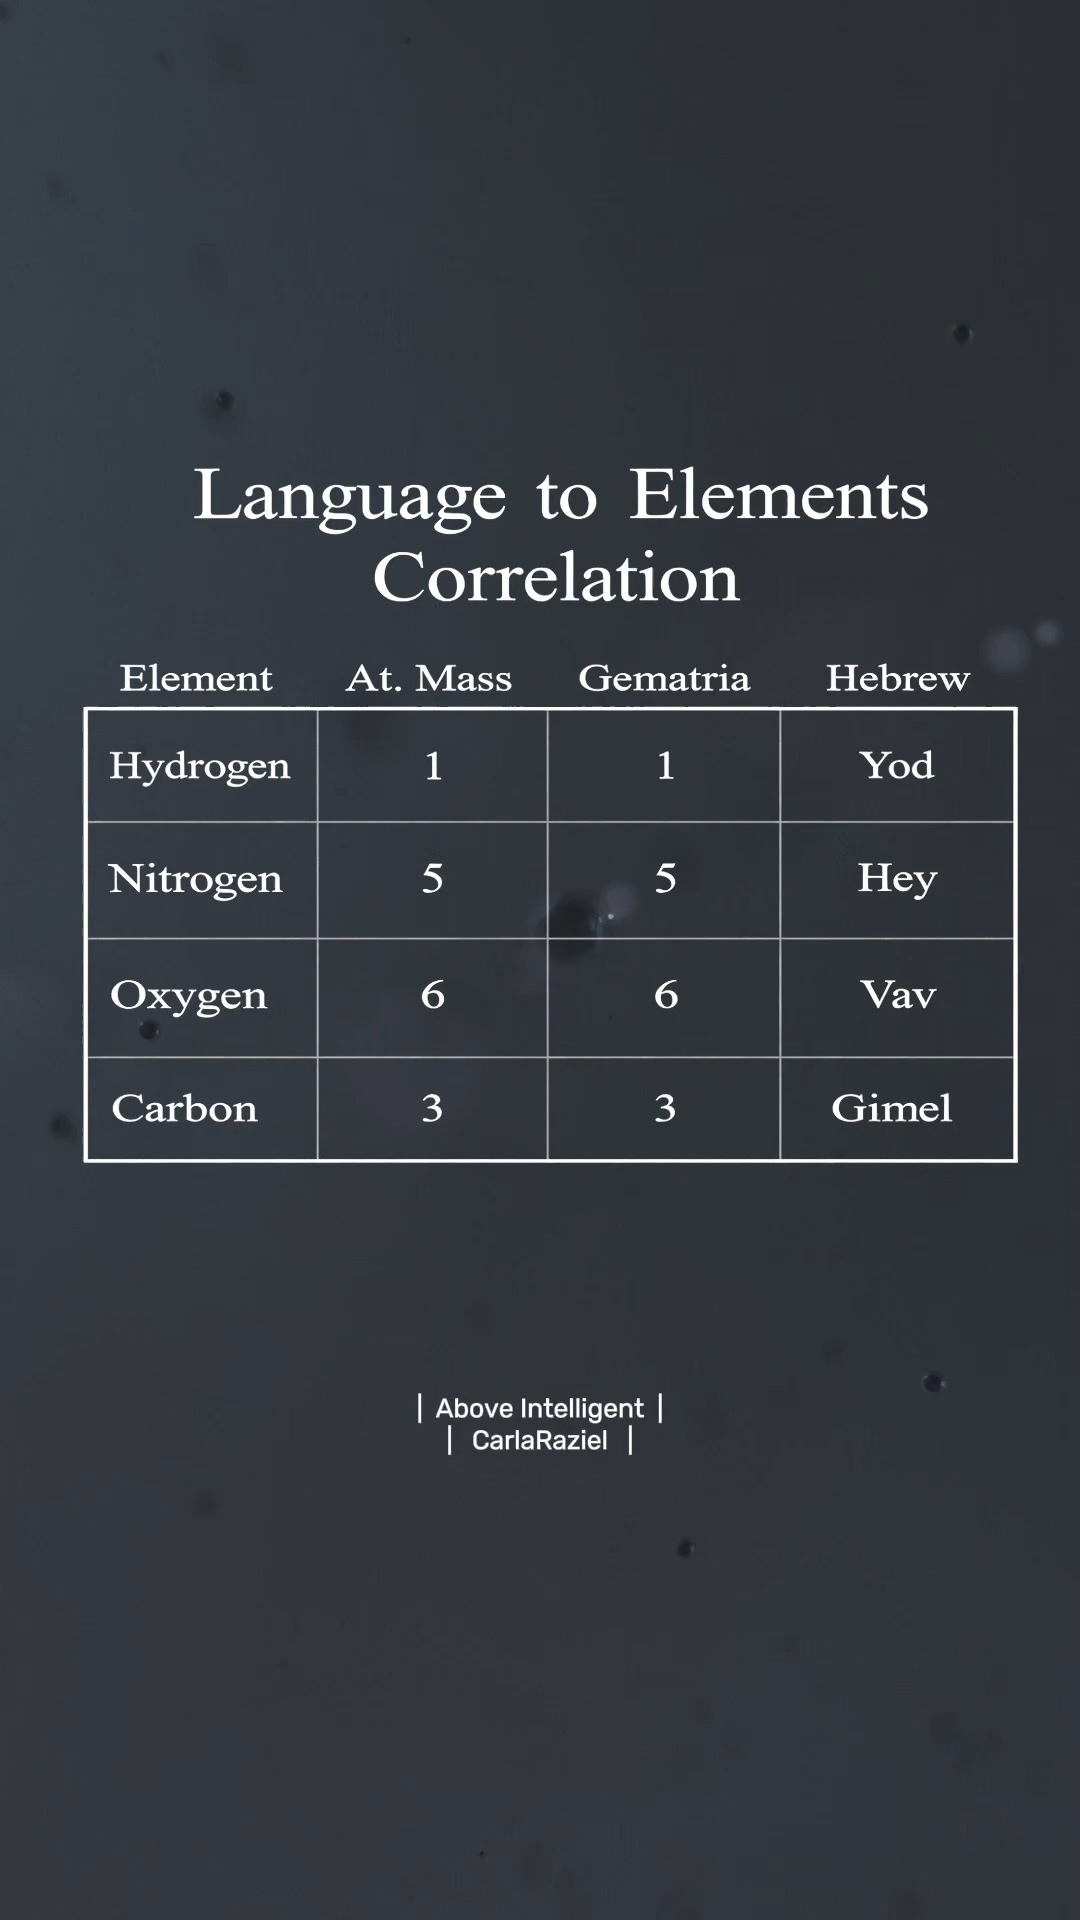 Language to Elements
Correlation
Element At. Mass Gematria Hebrew
Hydrogen 1 1 Yod
Nitrogen 5 5 Hey
Oxygen 6 6 Vav
Carbon 3 3 Gimel
| Above Intelligent |
| CarlaRaziel |